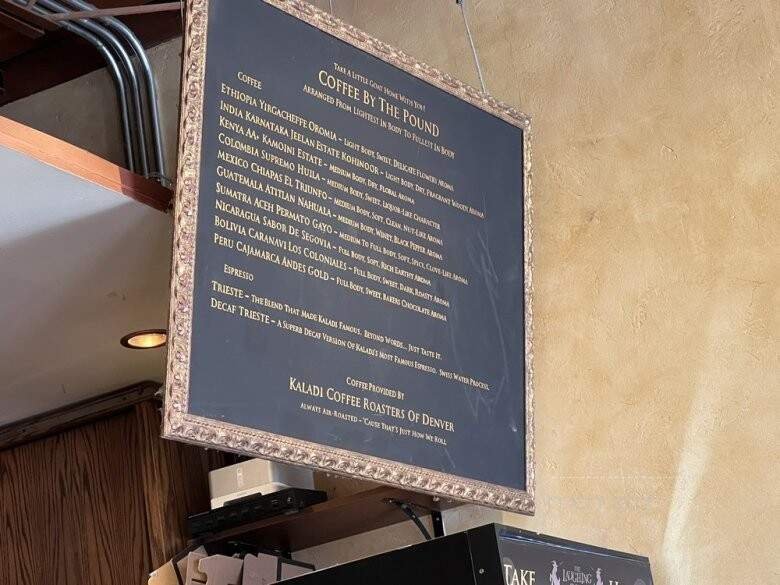 TAKE A LITTLE GOAT HOME WITH YOU!
COFFEE BY THE POUND
ARRANGED FROM LIGHTEST IN BODY TO FULLEST IN BODY
COFFEE
ETHIOPIA YIRGACHEFFE OROMIA – LIGHT BODY, SWEET, DELICATE FLOWERY AROMA
INDIA KARNATAKA JEELAN ESTATE KOHINOOR – LIGHT BODY, DRY, FRAGRANT WOODY AROMA
KENYA AA, KAMOINI ESTATE – MEDIUM BODY, DRY, FLORAL AROMA
COLOMBIA SUPREMO HUILA – MEDIUM BODY, SWEET, LIQUOR-LIKE CHARACTER
MEXICO CHIAPAS EL TRIUNFO – MEDIUM BODY, SOFT, CLEAN, NUT-LIKE AROMA
GUATEMALA ATITLAN NAHUALA – MEDIUM BODY, WINEY, BLACK PEPPER AROMA
SUMATRA ACEH PERMATO GAYO – MEDIUM TO FULL BODY, SOFT, SPICY, CLOVE-LIKE AROMA
NICARAGUA SABOR DE SEGOVIA – FULL BODY, SOFT, RICH EARTHY AROMA
BOLIVIA CARANAVI LOS COLONIALES – FULL BODY, SWEET, DARK, ROASTY AROMA
PERU CAJAMARCA ANDES GOLD – FULL BODY, SWEET, BAKERS CHOCOLATE AROMA
ESPRESSO
TRIESTE – THE BLEND THAT MADE KALADI FAMOUS. BEYOND WORDS... JUST TASTE IT.
DECAF TRIESTE – A SUPERB DECAF VERSION OF KALADI'S MOST FAMOUS ESPRESSO. SWISS WATER PROCESS.
COFFEE PROVIDED BY
KALADI COFFEE ROASTERS OF DENVER
ALWAYS AIR-ROASTED – 'CAUSE THAT'S JUST HOW WE ROLL
TAKE
THE
LAUGHING